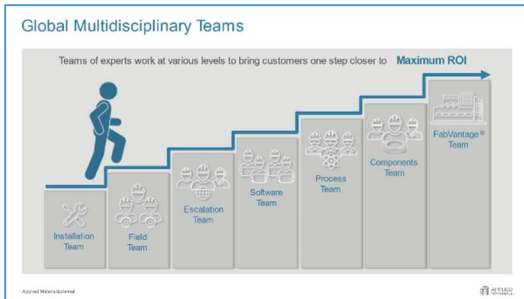 Global Multidisciplinary Teams
Teams of experts work at various levels to bring customers one step closer to Maximum ROI
Installation
Team
Field
Team
Escalation
Team
Software
Team
Process
Team
Components
Team
FabVantage®
Team
Applied Materials
APPLIED